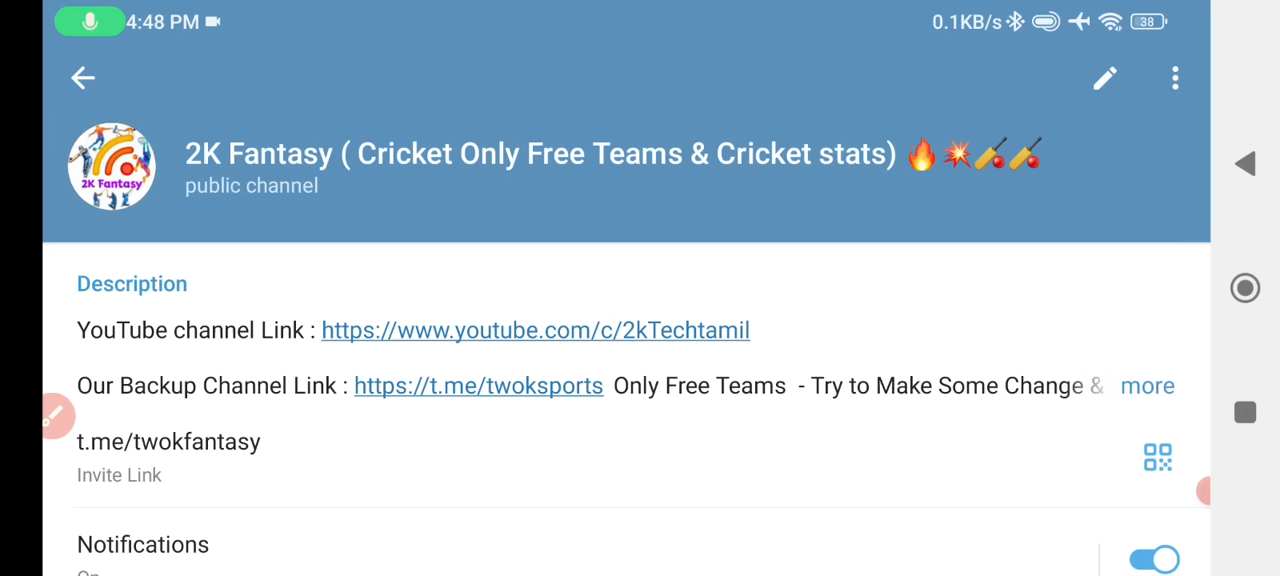 4:48 PM 0.1KB/s 38
2K Fantasy ( Cricket Only Free Teams & Cricket stats) 🔥💥🏏🏏
public channel
2K Fantasy
Description
YouTube channel Link : https://www.youtube.com/c/2kTechtamil
Our Backup Channel Link : https://t.me/twoksports Only Free Teams - Try to Make Some Change & more
t.me/twokfantasy
Invite Link
Notifications
On